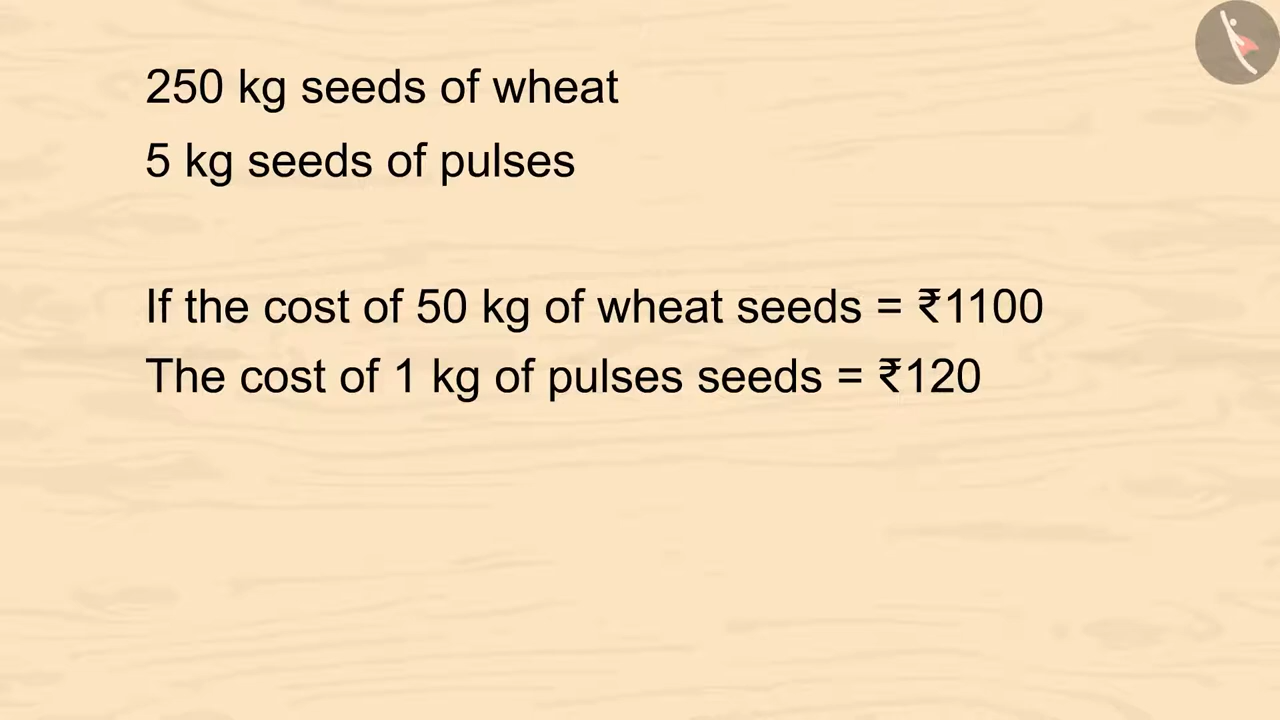 250 kg seeds of wheat
5 kg seeds of pulses
If the cost of 50 kg of wheat seeds = ₹1100
The cost of 1 kg of pulses seeds = ₹120